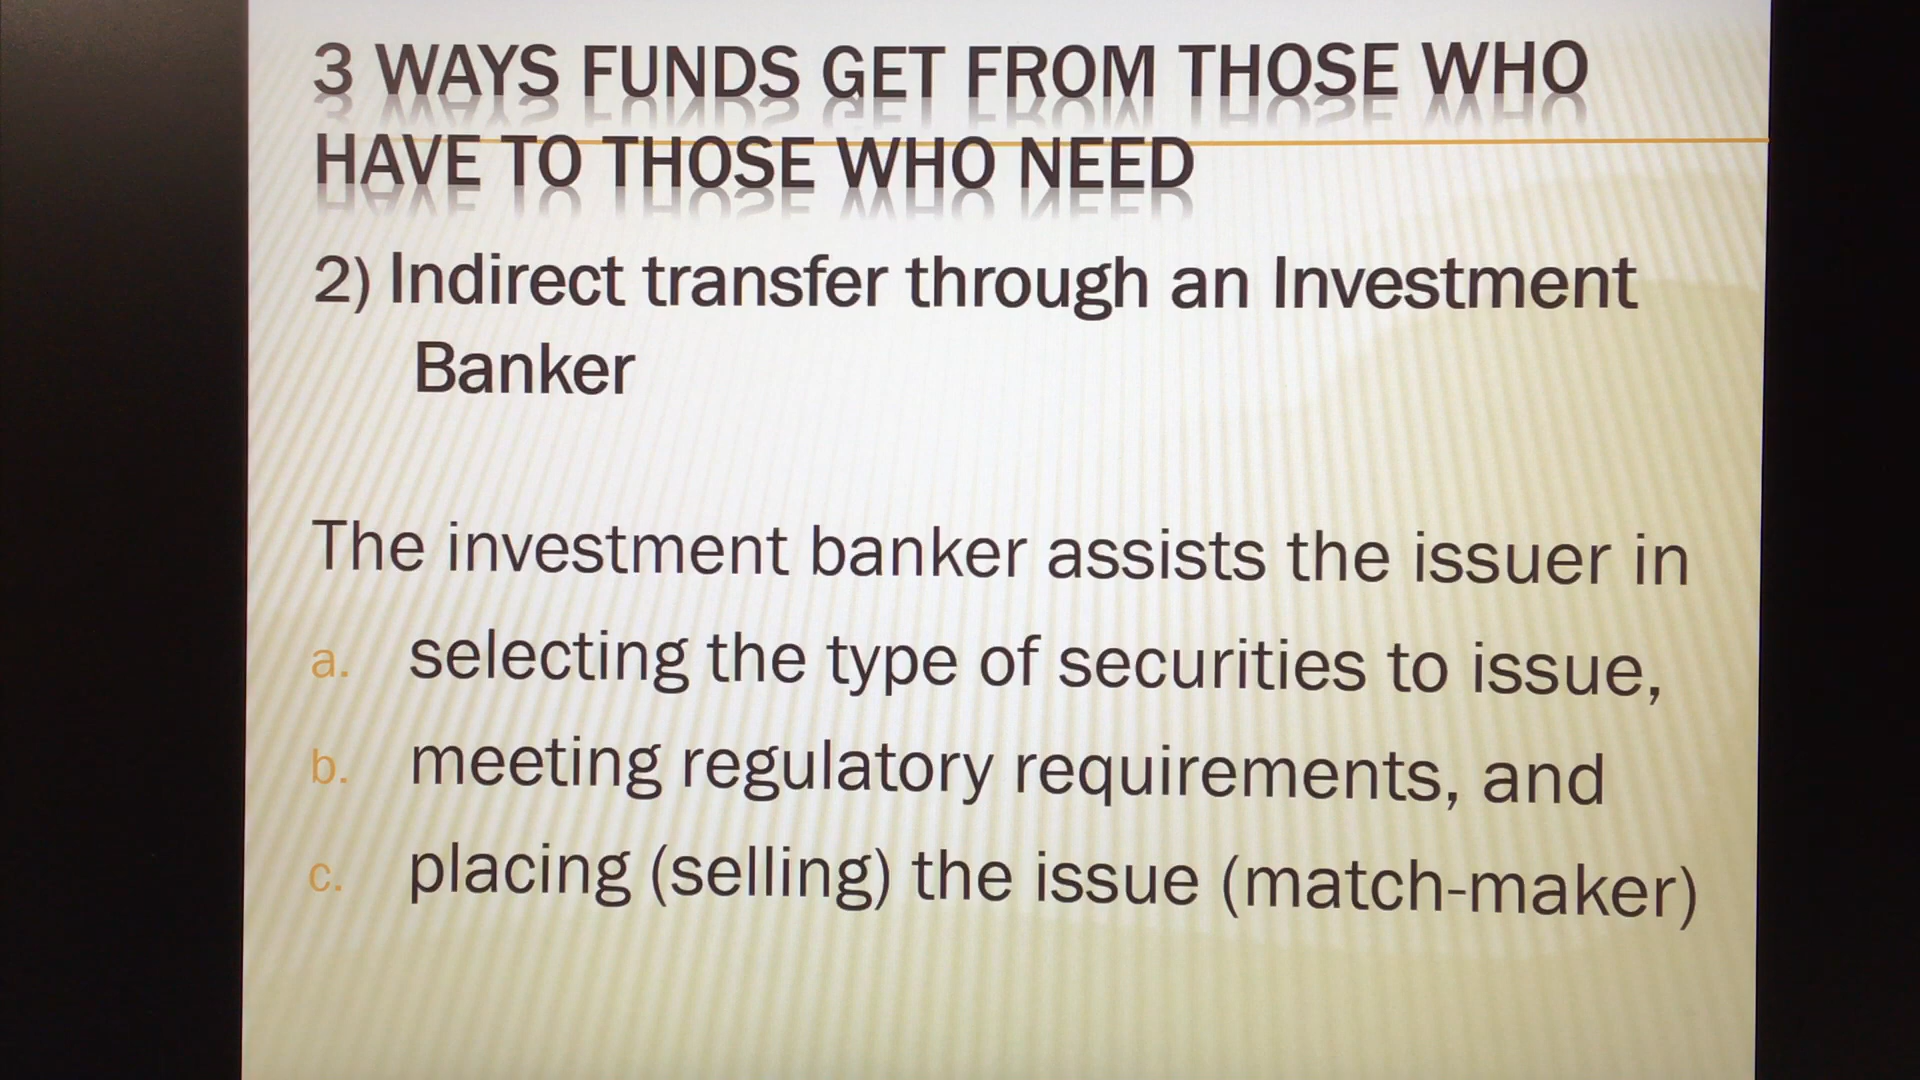 3 WAYS FUNDS GET FROM THOSE WHO
HAVE TO THOSE WHO NEED
2) Indirect transfer through an Investment
Banker
The investment banker assists the issuer in
a. selecting the type of securities to issue,
b. meeting regulatory requirements, and
c. placing (selling) the issue (match-maker)